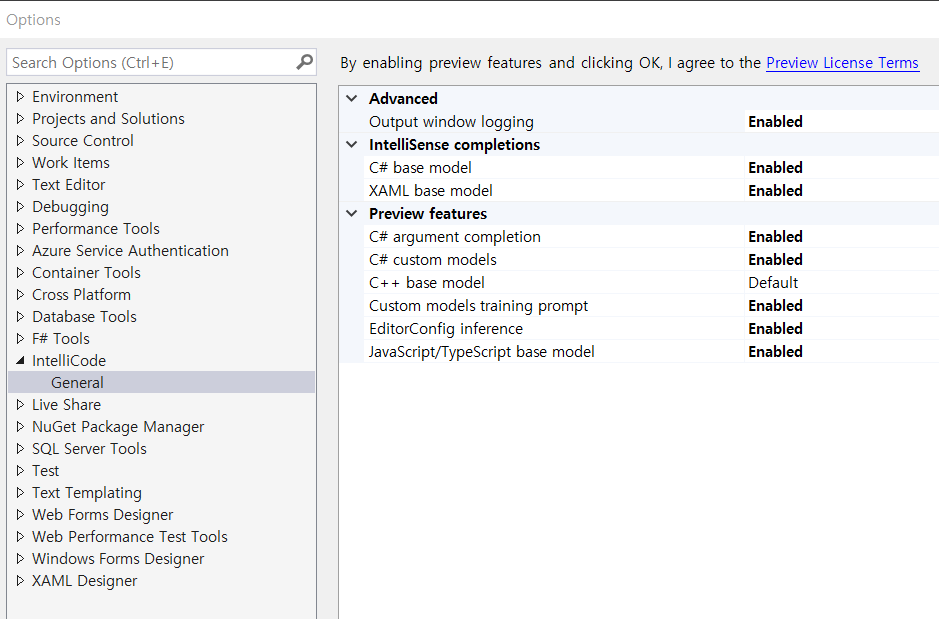 Options
Search Options (Ctrl+E)
Environment
Projects and Solutions
Source Control
Work Items
Text Editor
Debugging
Performance Tools
Azure Service Authentication
Container Tools
Cross Platform
Database Tools
F# Tools
IntelliCode
General
Live Share
NuGet Package Manager
SQL Server Tools
Test
Text Templating
Web Forms Designer
Web Performance Test Tools
Windows Forms Designer
XAML Designer
By enabling preview features and clicking OK, I agree to the Preview License Terms
Advanced
Output window logging Enabled
IntelliSense completions
C# base model Enabled
XAML base model Enabled
Preview features
C# argument completion Enabled
C# custom models Enabled
C++ base model Default
Custom models training prompt Enabled
EditorConfig inference Enabled
JavaScript/TypeScript base model Enabled